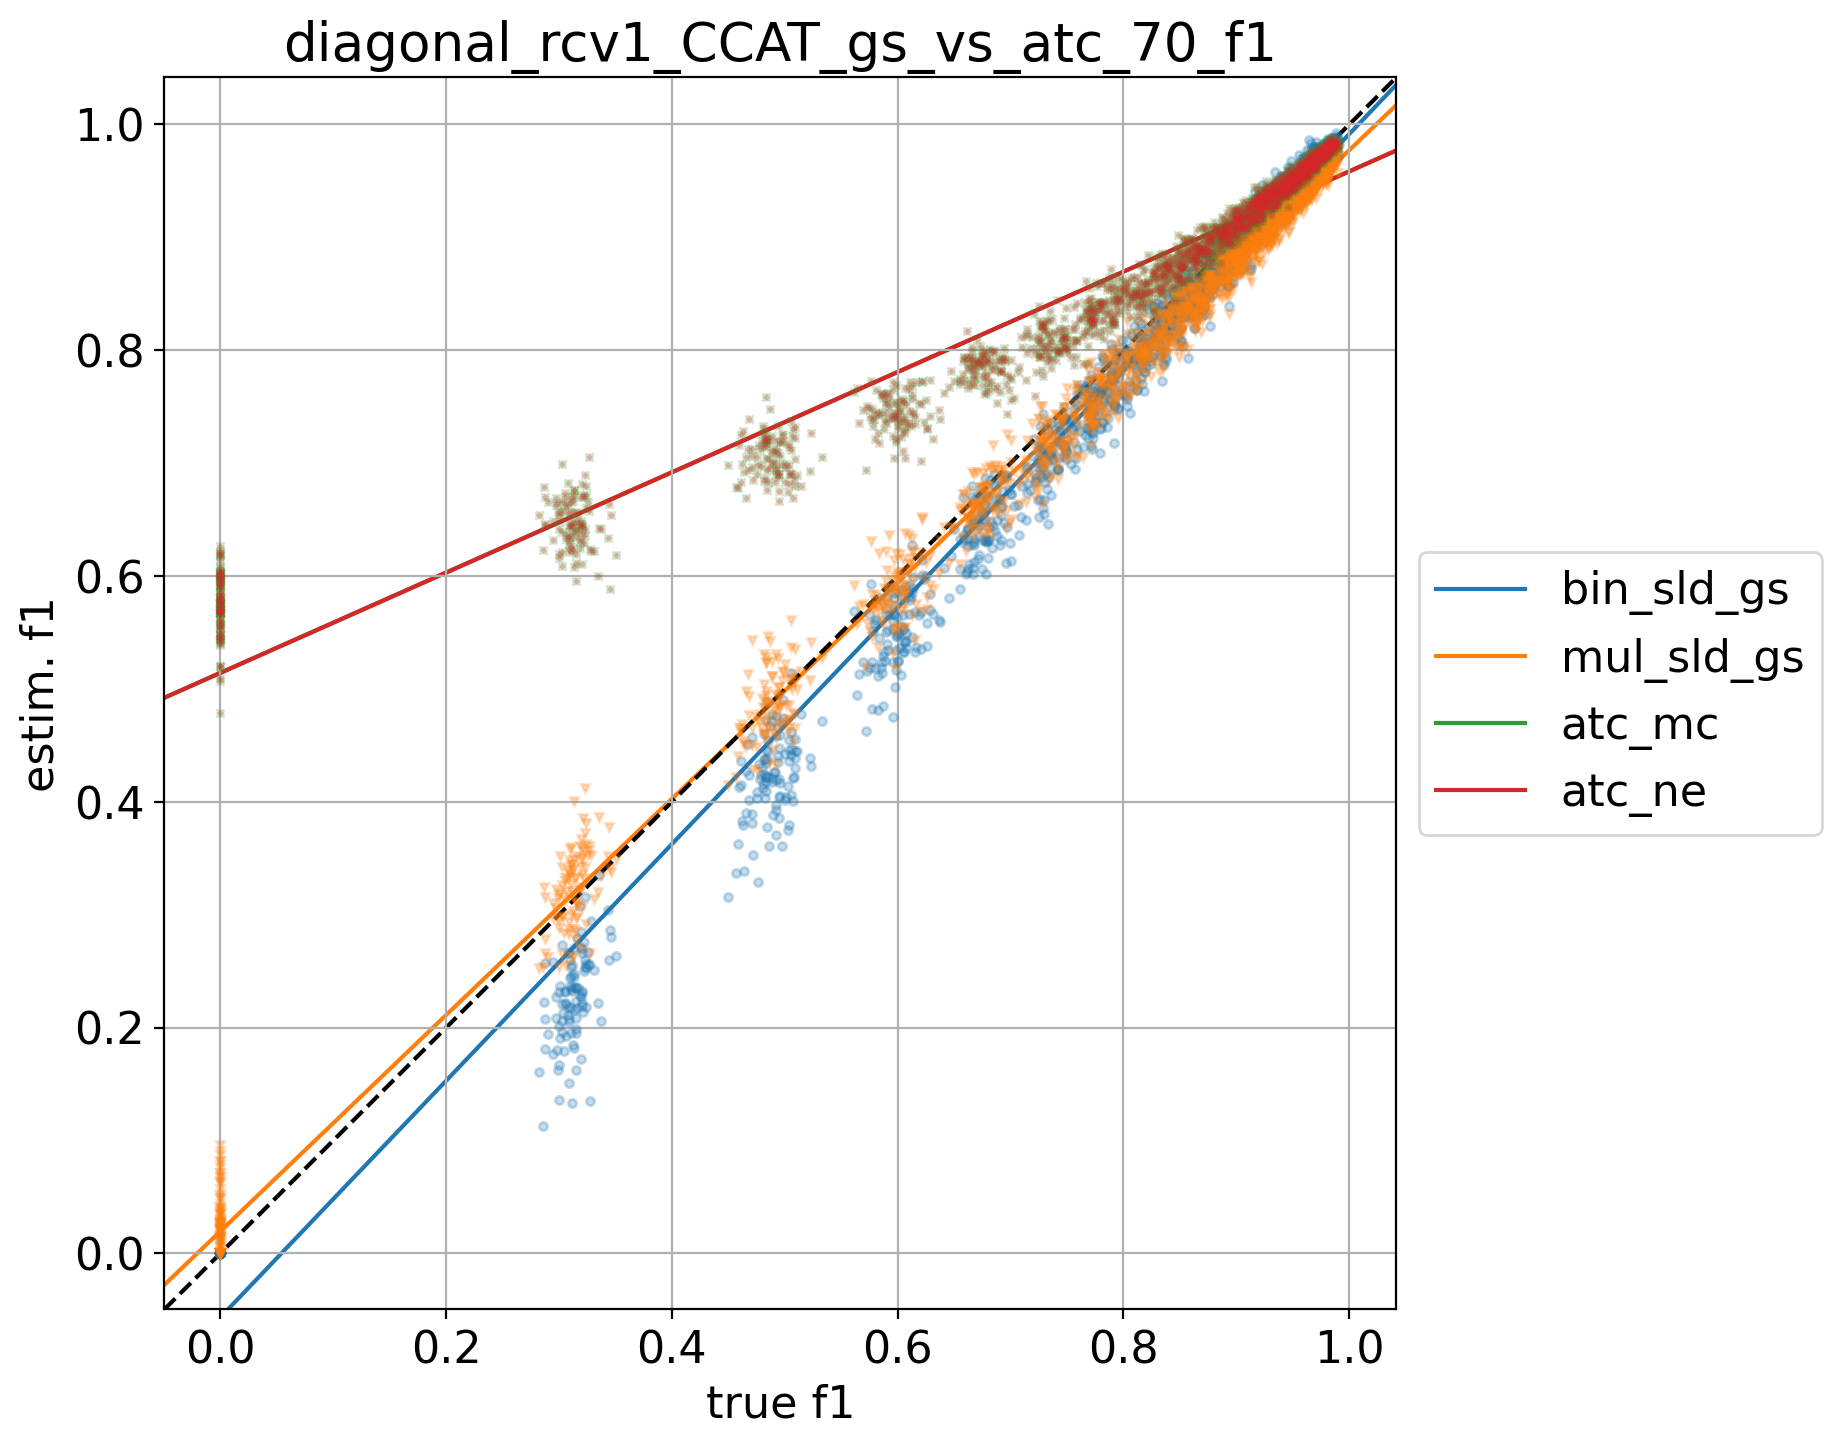 diagonal_rcv1_CCAT_gs_vs_atc_70_f1
1.0
0.8
0.6
0.4
0.2
0.0
estim. f1
0.0 0.2 0.4 0.6 0.8 1.0
true f1
bin_sld_gs
mul_sld_gs
atc_mc
atc_ne